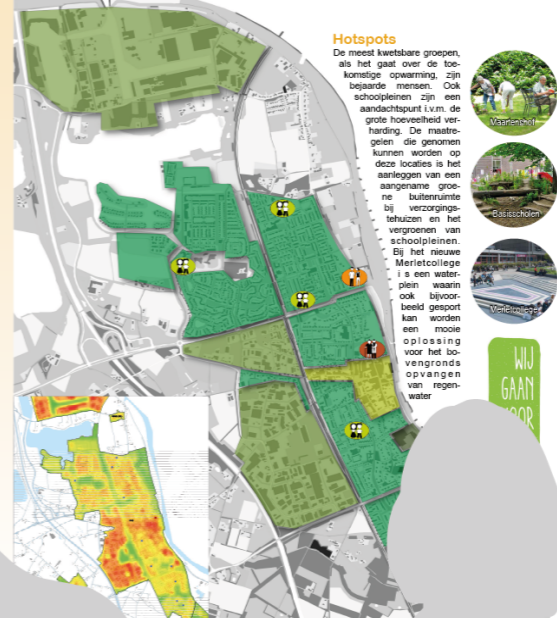 Hotspots
De meest kwetsbare groepen,
als het gaat over de toe-
komstige opwarming, zijn
bejaarde mensen. Ook
schoolpleinen zijn een
aandachtspunt i.v.m. de
grote hoeveelheid ver-
harding. De maatre-
gelen die genomen
kunnen worden op
deze locaties is het
aanleggen van een
aangename groe-
ne buitenruimte
bij verzorgings-
tehuizen en het
vergroenen van
schoolpleinen.
Bij het nieuwe
Merletcollege
i s een water-
plein waarin
ook bijvoor-
beeld gesport
kan worden
een mooie
oplossing
voor het bo-
vengronds
opvangen
van regen-
water
Maartenshof
Basisscholen
Merletcollege
WIJ
GAAN
VOOR